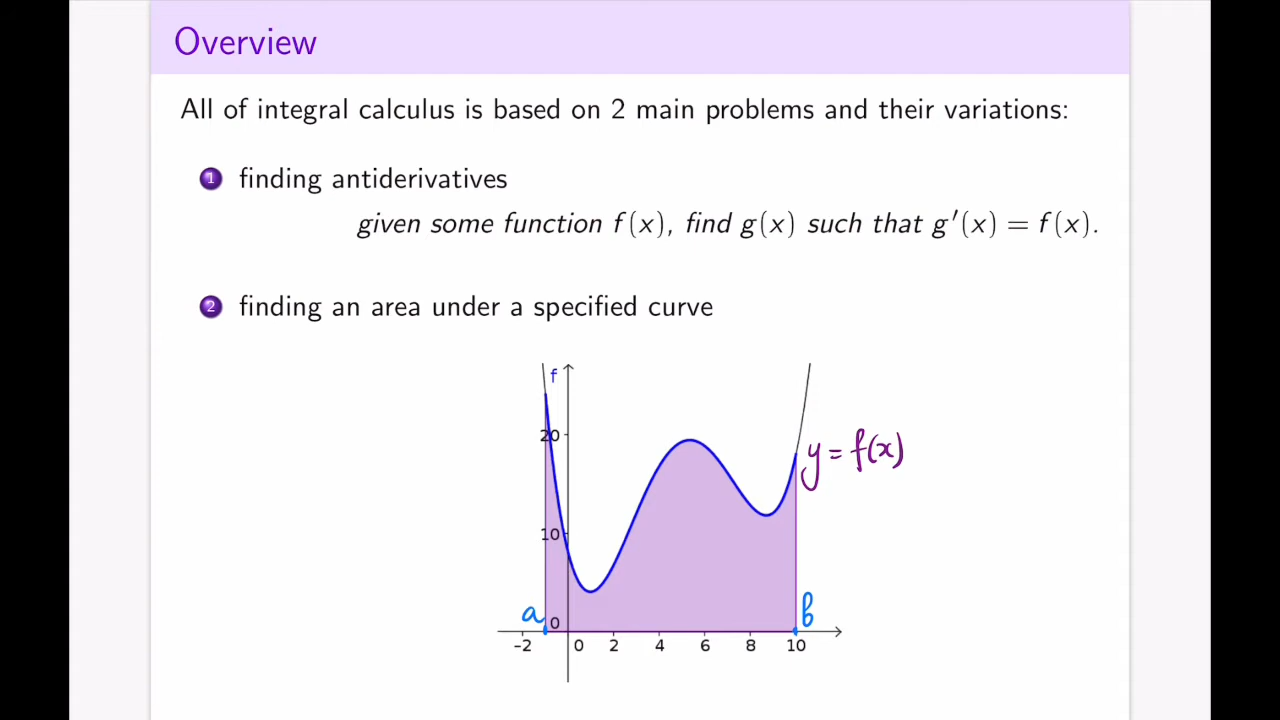 Overview
All of integral calculus is based on 2 main problems and their variations:
1 finding antiderivatives
given some function f(x), find g(x) such that g′(x) = f(x).
2 finding an area under a specified curve
f
20
y = f(x)
10
a
b
0
-2 0 2 4 6 8 10